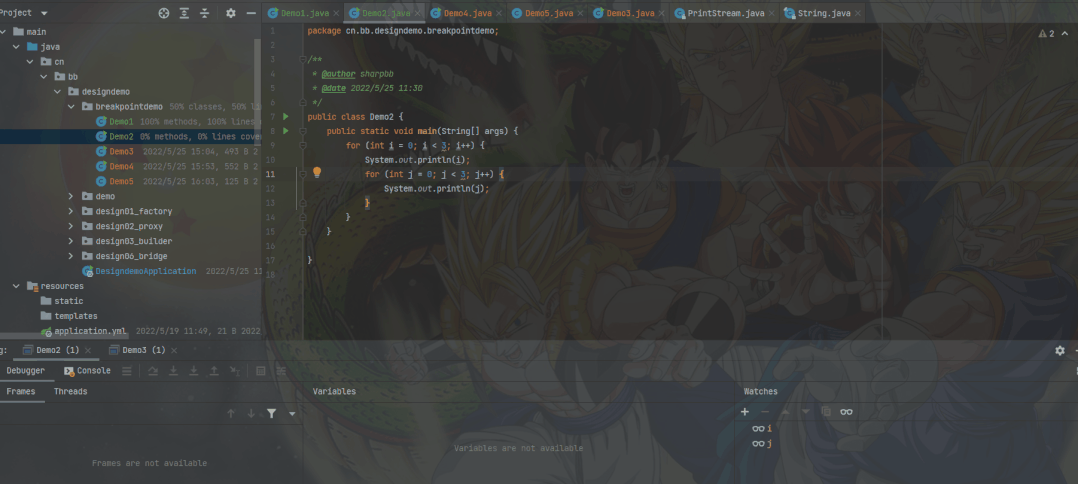 Project
Demo1.java
Demo2.java
Demo4.java
Demo5.java
Demo3.java
PrintStream.java
String.java
main
java
cn
bb
designdemo
breakpointdemo 50% classes, 50% li
Demo1 100% methods, 100% lines
Demo2 0% methods, 0% lines cove
Demo3 2022/5/25 15:04, 493 B 2
Demo4 2022/5/25 15:53, 552 B 2
Demo5 2022/5/25 16:03, 125 B 2
demo
design01_factory
design02_proxy
design03_builder
design06_bridge
DesigndemoApplication 2022/5/25 13
resources
static
templates
application.yml 2022/5/19 11:49, 21 B 2022
2
1 package cn.bb.designdemo.breakpointdemo;
2
3 /**
4 * @author sharpbb
5 * @date 2022/5/25 11:30
6 */
7 public class Demo2 {
8 public static void main(String[] args) {
9 for (int i = 0; i < 3; i++) {
10 System.out.println(i);
11 for (int j = 0; j < 3; j++) {
12 System.out.println(j);
13 }
14 }
15 }
16
17 }
18
g:
Demo2 (1)
Demo3 (1)
Debugger
Console
Frames
Threads
Variables
Watches
Frames are not available
Variables are not available
i
j